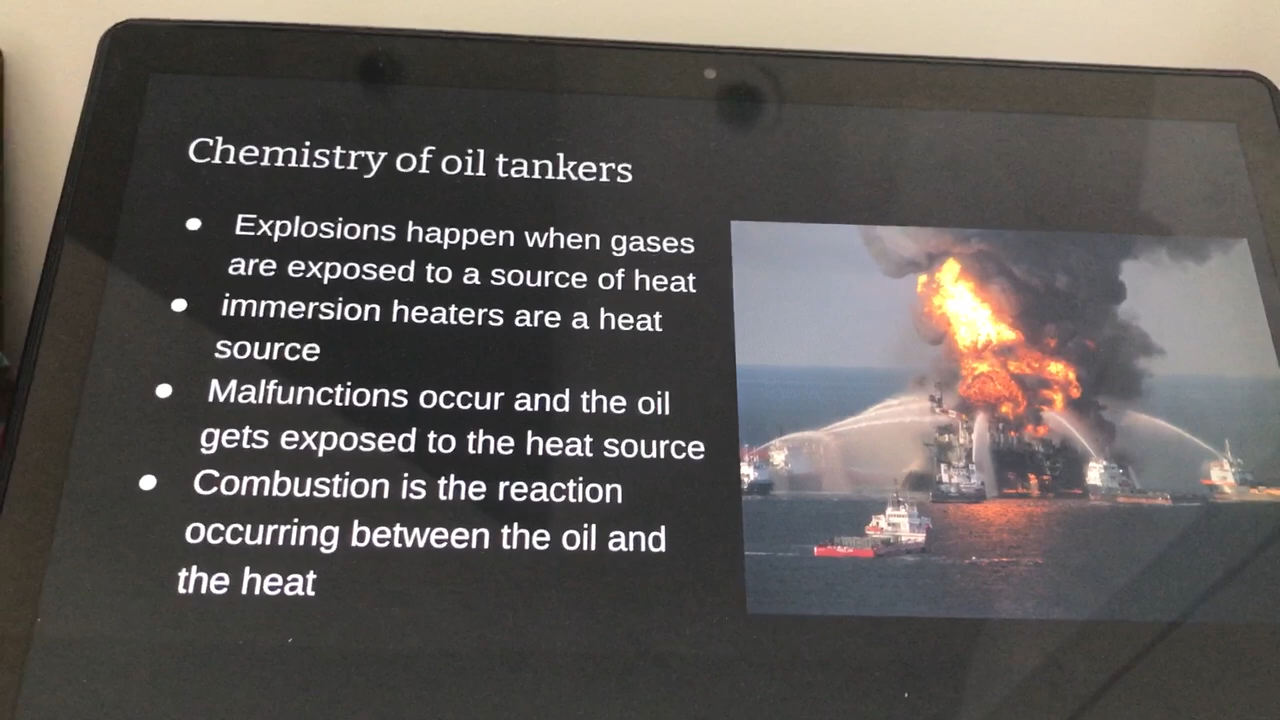 Chemistry of oil tankers
● Explosions happen when gases
are exposed to a source of heat
● immersion heaters are a heat
source
● Malfunctions occur and the oil
gets exposed to the heat source
● Combustion is the reaction
occurring between the oil and
the heat